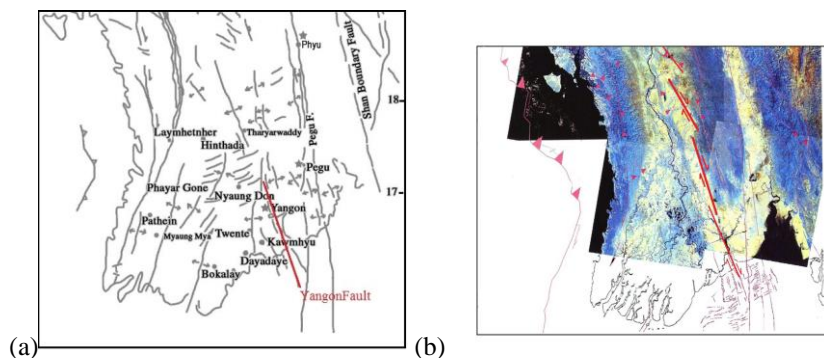 Phyu
Shan Boundary Fault
18
Pegu F.
Laymhetnher
Tharyarwaddy
Hinthada
Pegu
Phayar Gone
17
Nyaung Don
Yangon
Pathein
Myaung Mya
Twente
Kawmhyu
Dayadaye
Bokalay
YangonFault
(a)
(b)